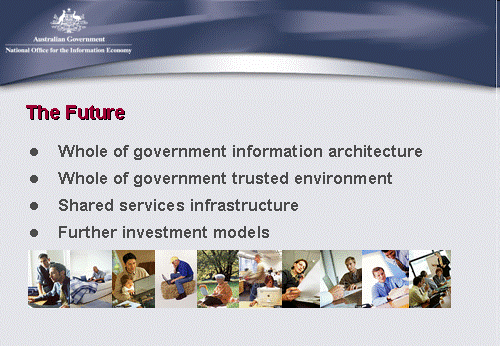 Australian Government
National Office for the Information Economy
The Future
Whole of government information architecture
Whole of government trusted environment
Shared services infrastructure
Further investment models